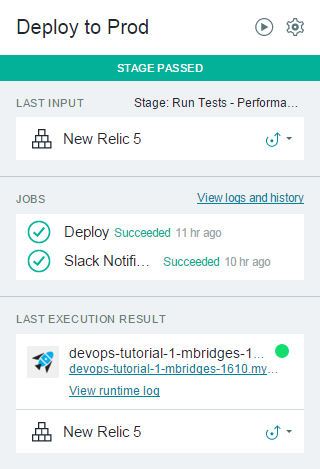 Deploy to Prod
STAGE PASSED
LAST INPUT Stage: Run Tests - Performa...
New Relic 5
JOBS View logs and history
Deploy Succeeded 11 hr ago
Slack Notifi... Succeeded 10 hr ago
LAST EXECUTION RESULT
devops-tutorial-1-mbridges-1...
devops-tutorial-1-mbridges-1610.my...
View runtime log
New Relic 5